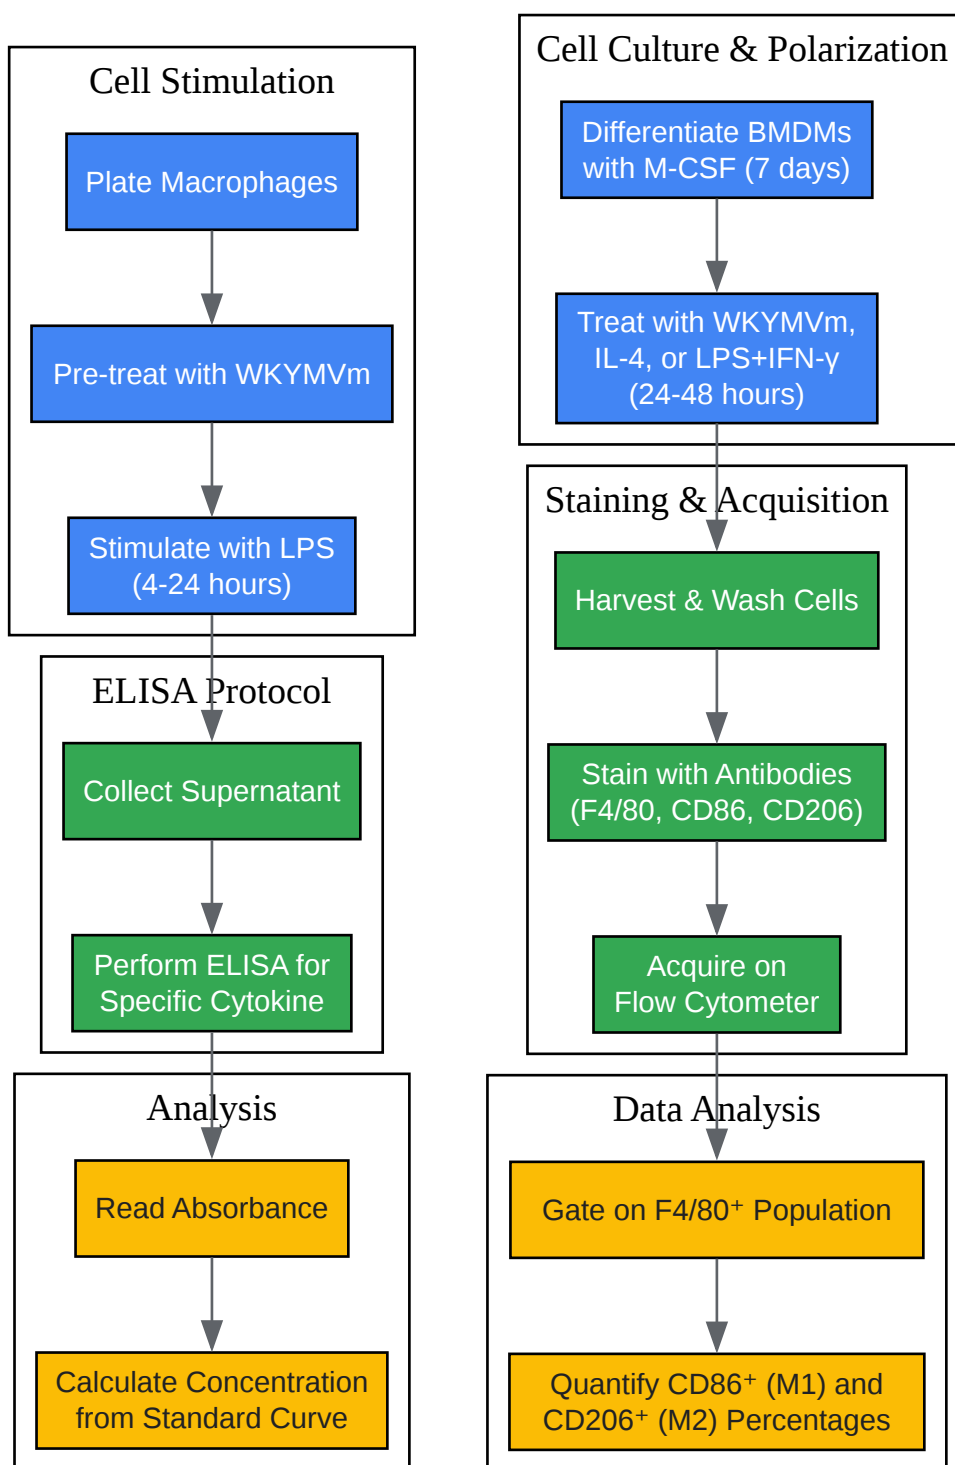 Cell Stimulation
Plate Macrophages
Pre-treat with WKYMVm
Stimulate with LPS
(4-24 hours)
ELISA Protocol
Collect Supernatant
Perform ELISA for
Specific Cytokine
Analysis
Read Absorbance
Calculate Concentration
from Standard Curve
Cell Culture & Polarization
Differentiate BMDMs
with M-CSF (7 days)
Treat with WKYMVm,
IL-4, or LPS+IFN-γ
(24-48 hours)
Staining & Acquisition
Harvest & Wash Cells
Stain with Antibodies
(F4/80, CD86, CD206)
Acquire on
Flow Cytometer
Data Analysis
Gate on F4/80⁺ Population
Quantify CD86⁺ (M1) and
CD206⁺ (M2) Percentages